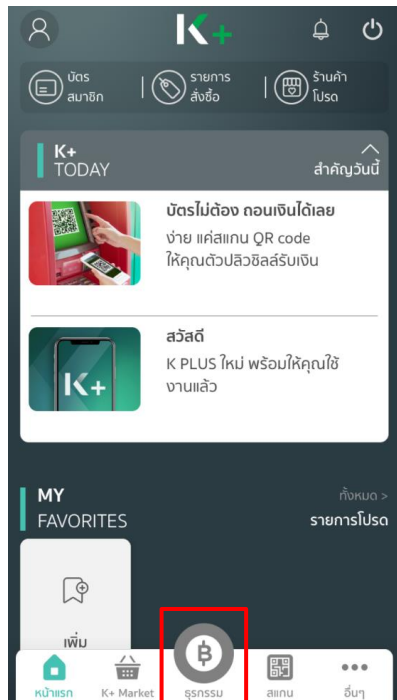 K+
บัตร
สมาชิก
รายการ
สั่งซื้อ
ร้านค้า
โปรด
K+
TODAY
สำคัญวันนี้
บัตรไม่ต้อง ถอนเงินได้เลย
ง่าย แค่สแกน QR code
ให้คุณตัวปลิวชิลล์รับเงิน
สวัสดี
K PLUS ใหม่ พร้อมให้คุณใช้
งานแล้ว
K+
MY
FAVORITES
ทั้งหมด >
รายการโปรด
เพิ่ม
หน้าแรก
K+ Market
ธุรกรรม
สแกน
อื่นๆ